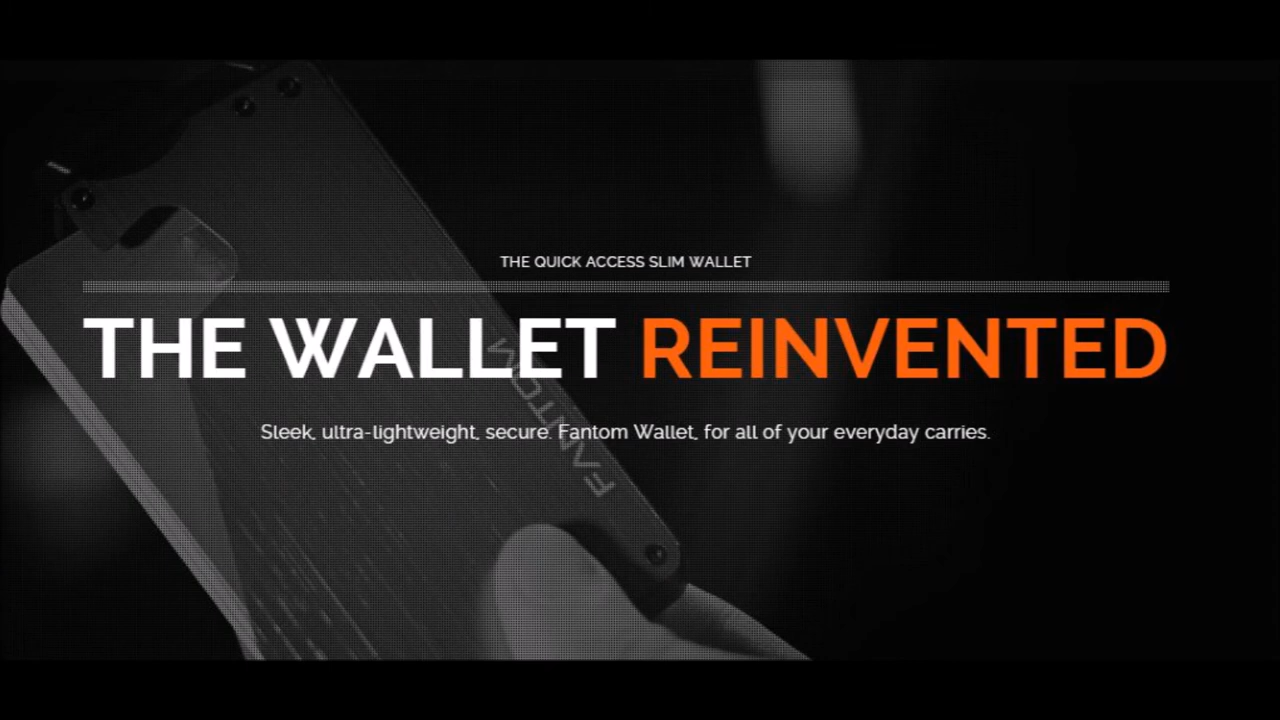 THE QUICK ACCESS SLIM WALLET
THE WALLET REINVENTED
Sleek, ultra-lightweight, secure. Fantom Wallet, for all of your everyday carries.
FANTOM